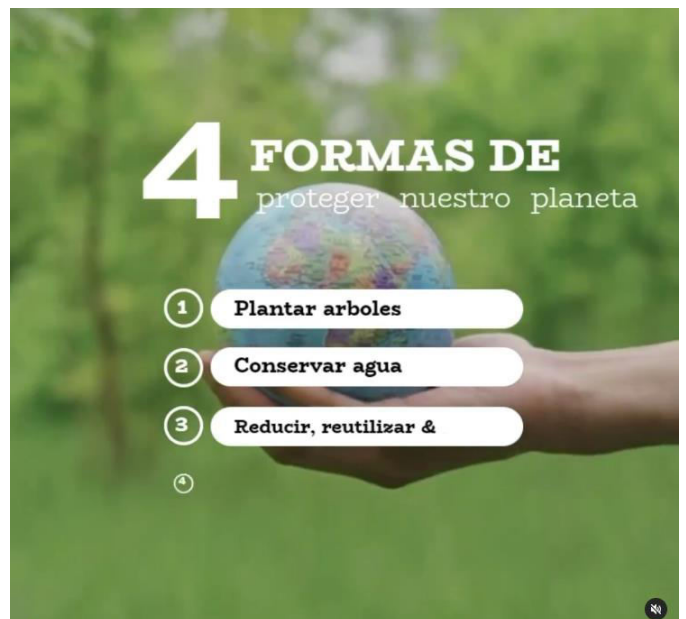 4 FORMAS DE
proteger nuestro planeta
1 Plantar arboles
2 Conservar agua
3 Reducir, reutilizar &
4